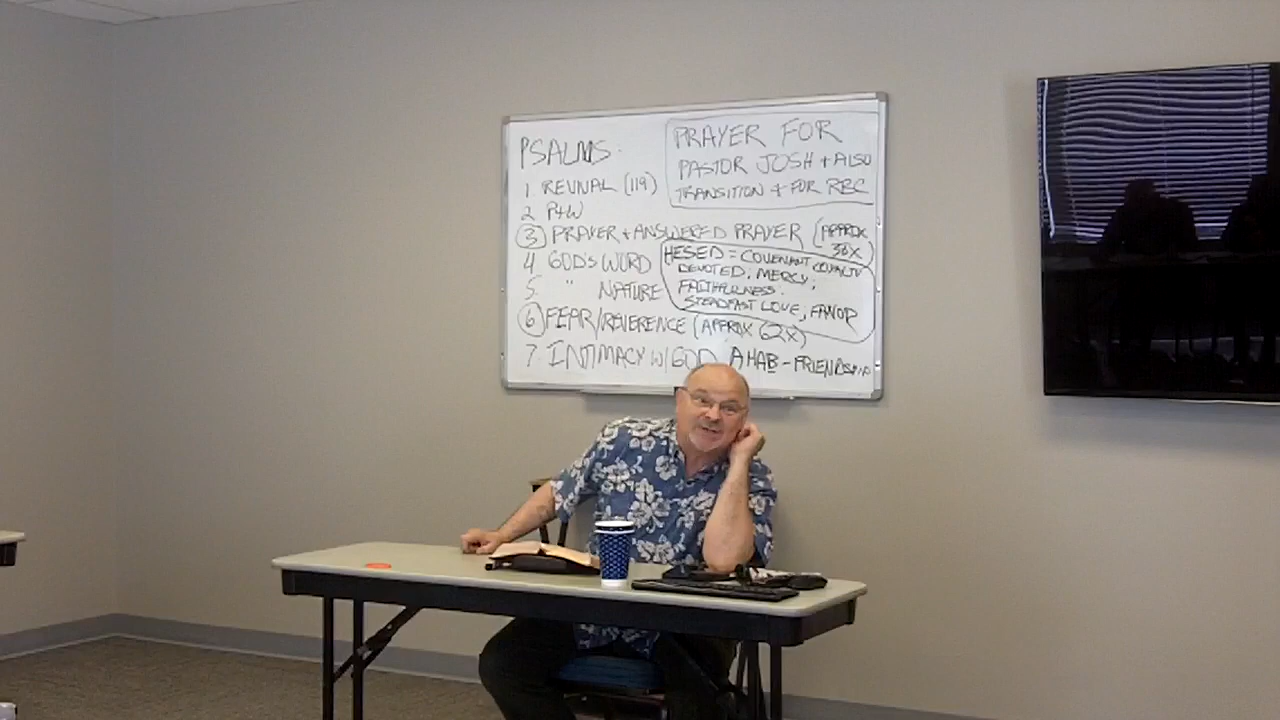 PSALMS.
1. REVIVAL (119)
2 P+W
3 PRAYER + ANSWERED PRAYER (APPROX 36X)
4 GOD'S WORD
5. " NATURE
6 FEAR/REVERENCE (APPROX 62X)
7. INTIMACY W/GOD AHAB - FRIENDSHIP
PRAYER FOR
PASTOR JOSH + ALSO
TRANSITION + FOR RBC
HESED = COVENANT LOYALTY
DEVOTED, MERCY;
FAITHFULNESS.
STEADFAST LOVE, FAVOR